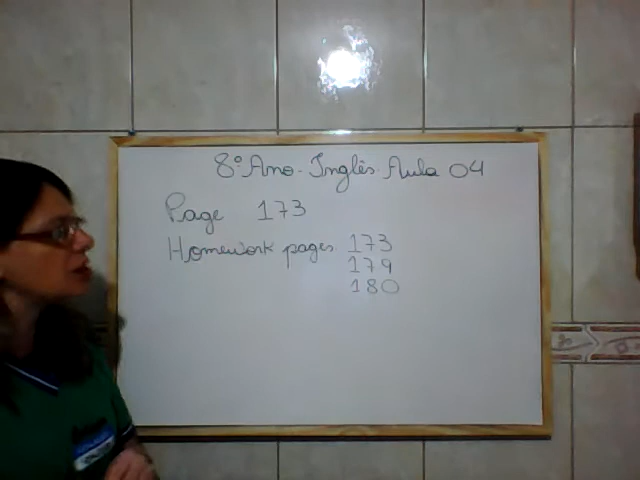 8º Ano - Inglês. Aula 04
Page 173
Homework pages. 173
179
180